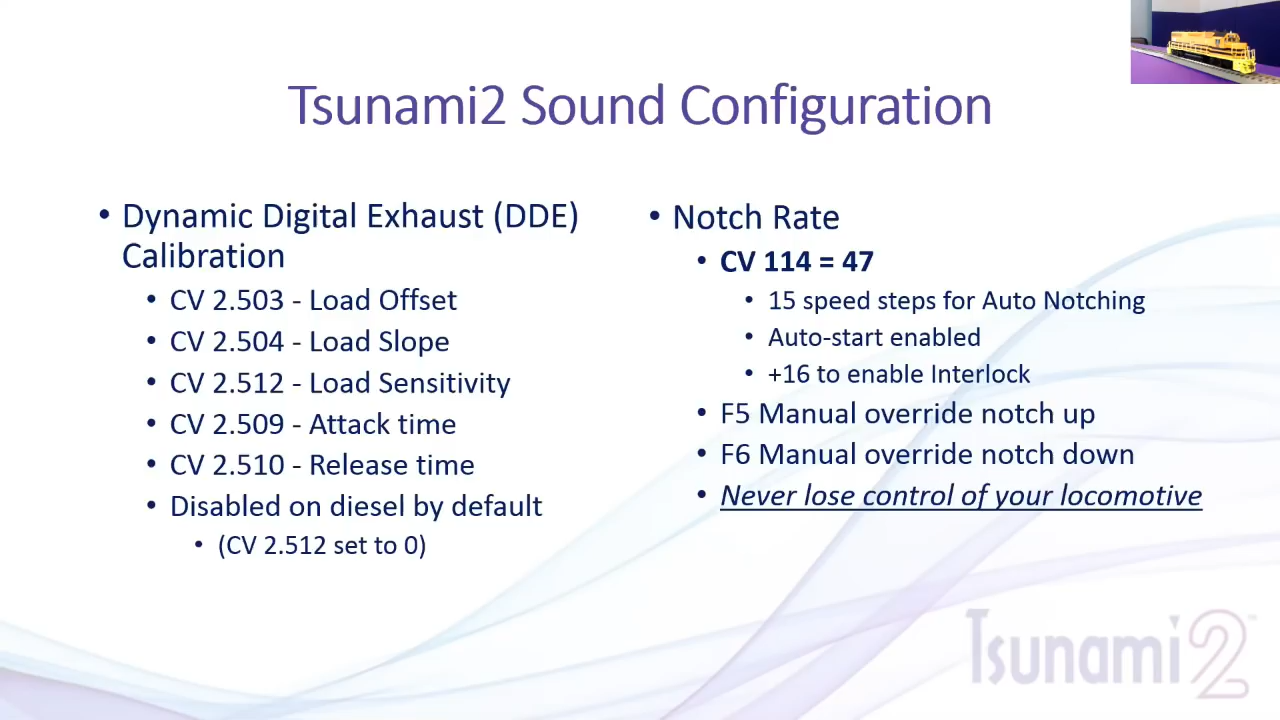 Tsunami2 Sound Configuration
• Dynamic Digital Exhaust (DDE)
Calibration
• CV 2.503 - Load Offset
• CV 2.504 - Load Slope
• CV 2.512 - Load Sensitivity
• CV 2.509 - Attack time
• CV 2.510 - Release time
• Disabled on diesel by default
• (CV 2.512 set to 0)
• Notch Rate
• CV 114 = 47
• 15 speed steps for Auto Notching
• Auto-start enabled
• +16 to enable Interlock
• F5 Manual override notch up
• F6 Manual override notch down
• Never lose control of your locomotive
Tsunami2™